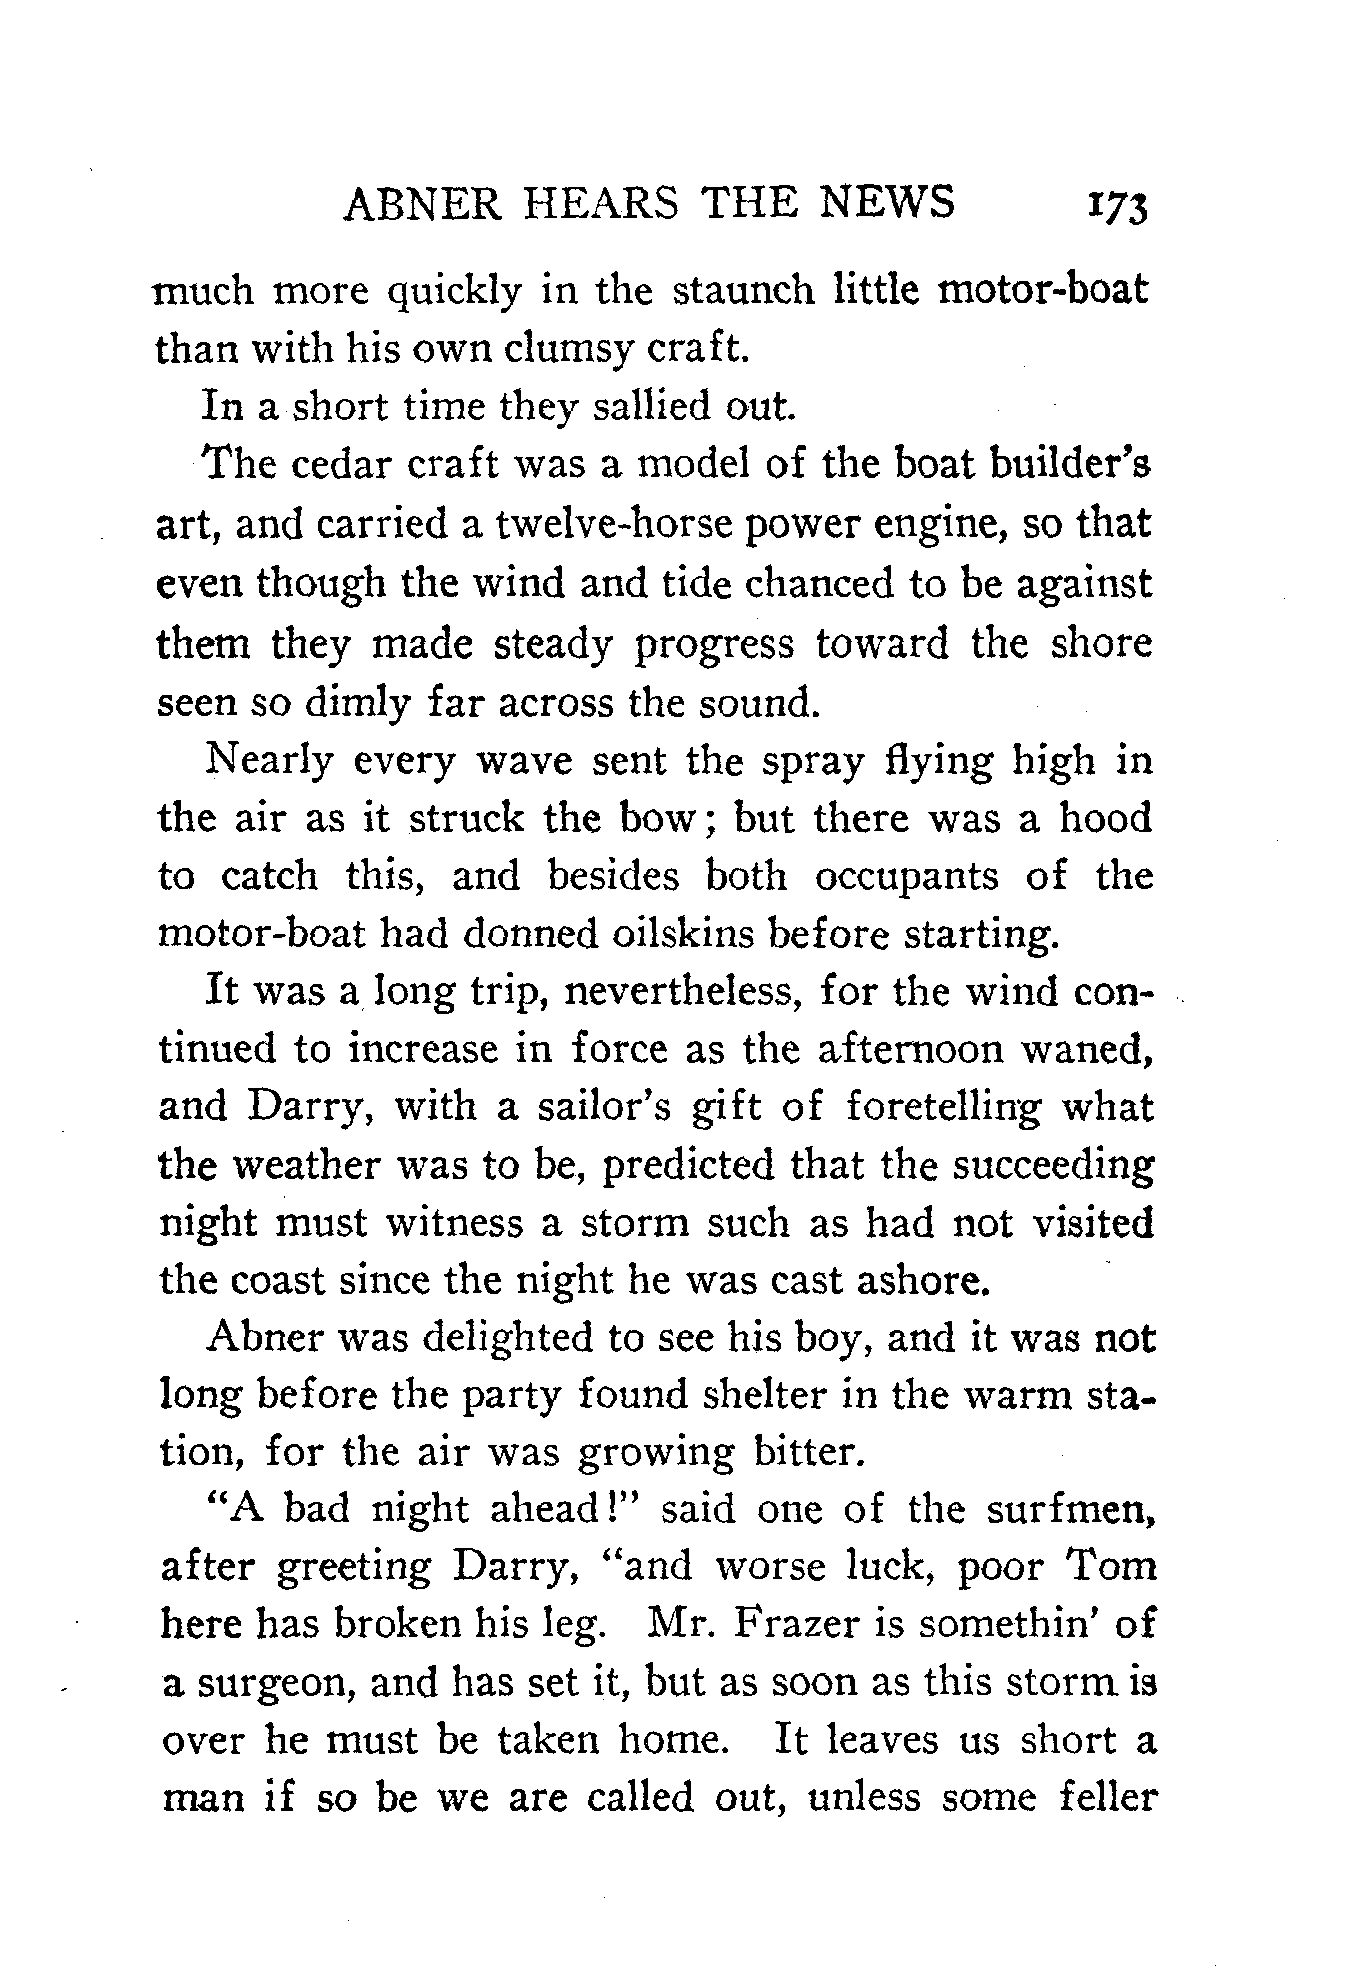 ABNER HEARS THE NEWS 173
much more quickly in the staunch little motor-boat
than with his own clumsy craft.
In a short time they sallied out.
The cedar craft was a model of the boat builder's
art, and carried a twelve-horse power engine, so that
even though the wind and tide chanced to be against
them they made steady progress toward the shore
seen so dimly far across the sound.
Nearly every wave sent the spray flying high in
the air as it struck the bow; but there was a hood
to catch this, and besides both occupants of the
motor-boat had donned oilskins before starting.
It was a long trip, nevertheless, for the wind con-
tinued to increase in force as the afternoon waned,
and Darry, with a sailor's gift of foretelling what
the weather was to be, predicted that the succeeding
night must witness a storm such as had not visited
the coast since the night he was cast ashore.
Abner was delighted to see his boy, and it was not
long before the party found shelter in the warm sta-
tion, for the air was growing bitter.
"A bad night ahead!" said one of the surfmen,
after greeting Darry, "and worse luck, poor Tom
here has broken his leg. Mr. Frazer is somethin' of
a surgeon, and has set it, but as soon as this storm is
over he must be taken home. It leaves us short a
man if so be we are called out, unless some feller